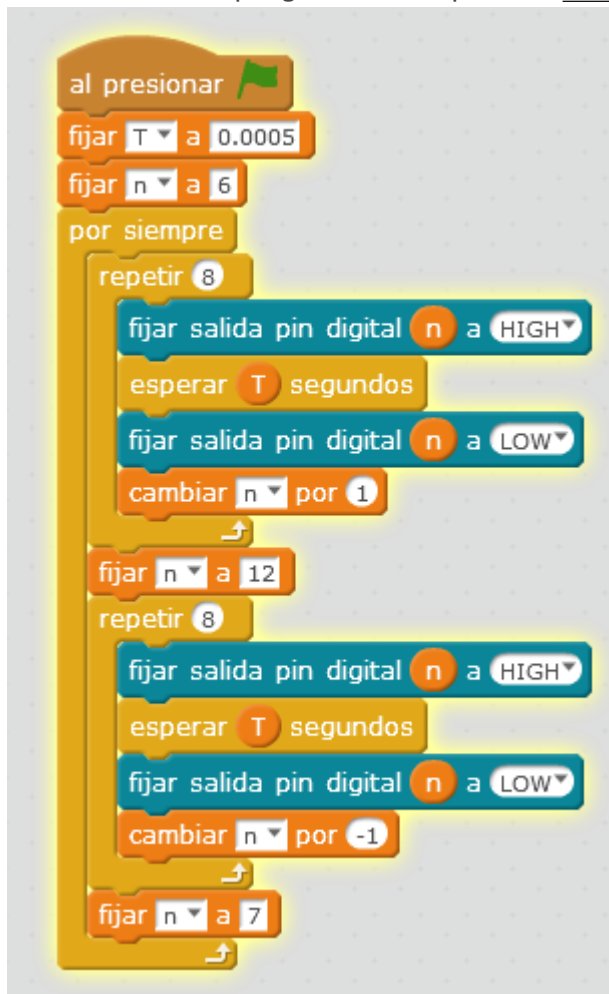 al presionar
fijar T a 0.0005
fijar n a 6
por siempre
repetir 8
fijar salida pin digital n a HIGH
esperar T segundos
fijar salida pin digital n a LOW
cambiar n por 1
fijar n a 12
repetir 8
fijar salida pin digital n a HIGH
esperar T segundos
fijar salida pin digital n a LOW
cambiar n por -1
fijar n a 7